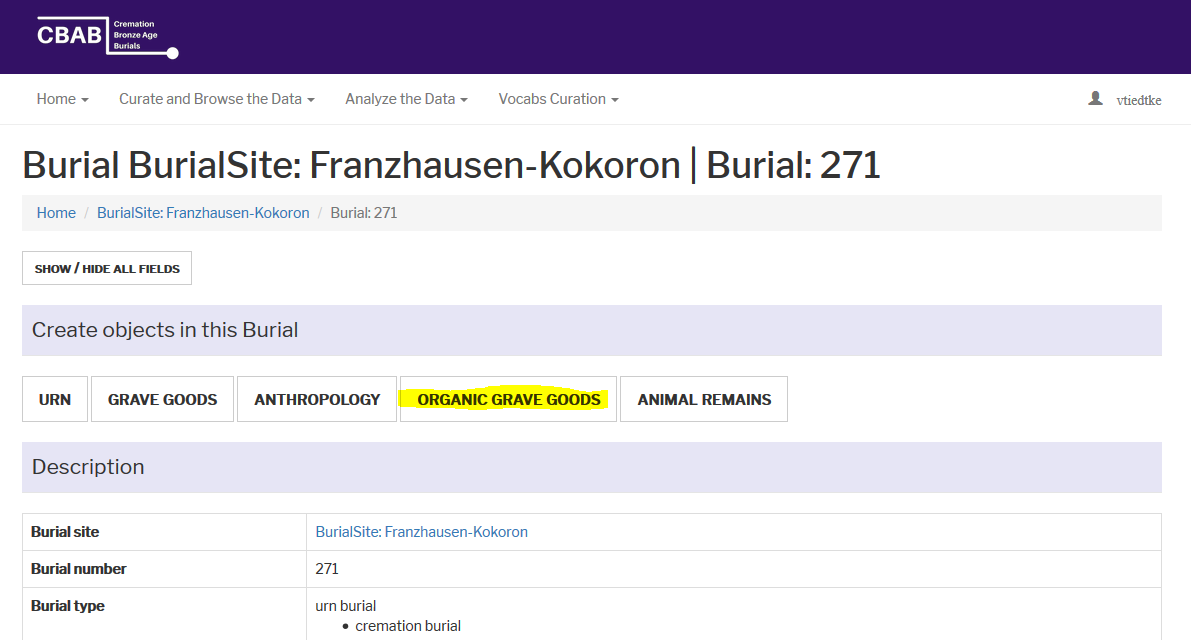 CBAB
Cremation
Bronze Age
Burials
Home
Curate and Browse the Data
Analyze the Data
Vocabs Curation
vtiedtke
Burial BurialSite: Franzhausen-Kokoron | Burial: 271
Home / BurialSite: Franzhausen-Kokoron / Burial: 271
SHOW / HIDE ALL FIELDS
Create objects in this Burial
URN
GRAVE GOODS
ANTHROPOLOGY
ORGANIC GRAVE GOODS
ANIMAL REMAINS
Description
Burial site
BurialSite: Franzhausen-Kokoron
Burial number
271
Burial type
urn burial
• cremation burial